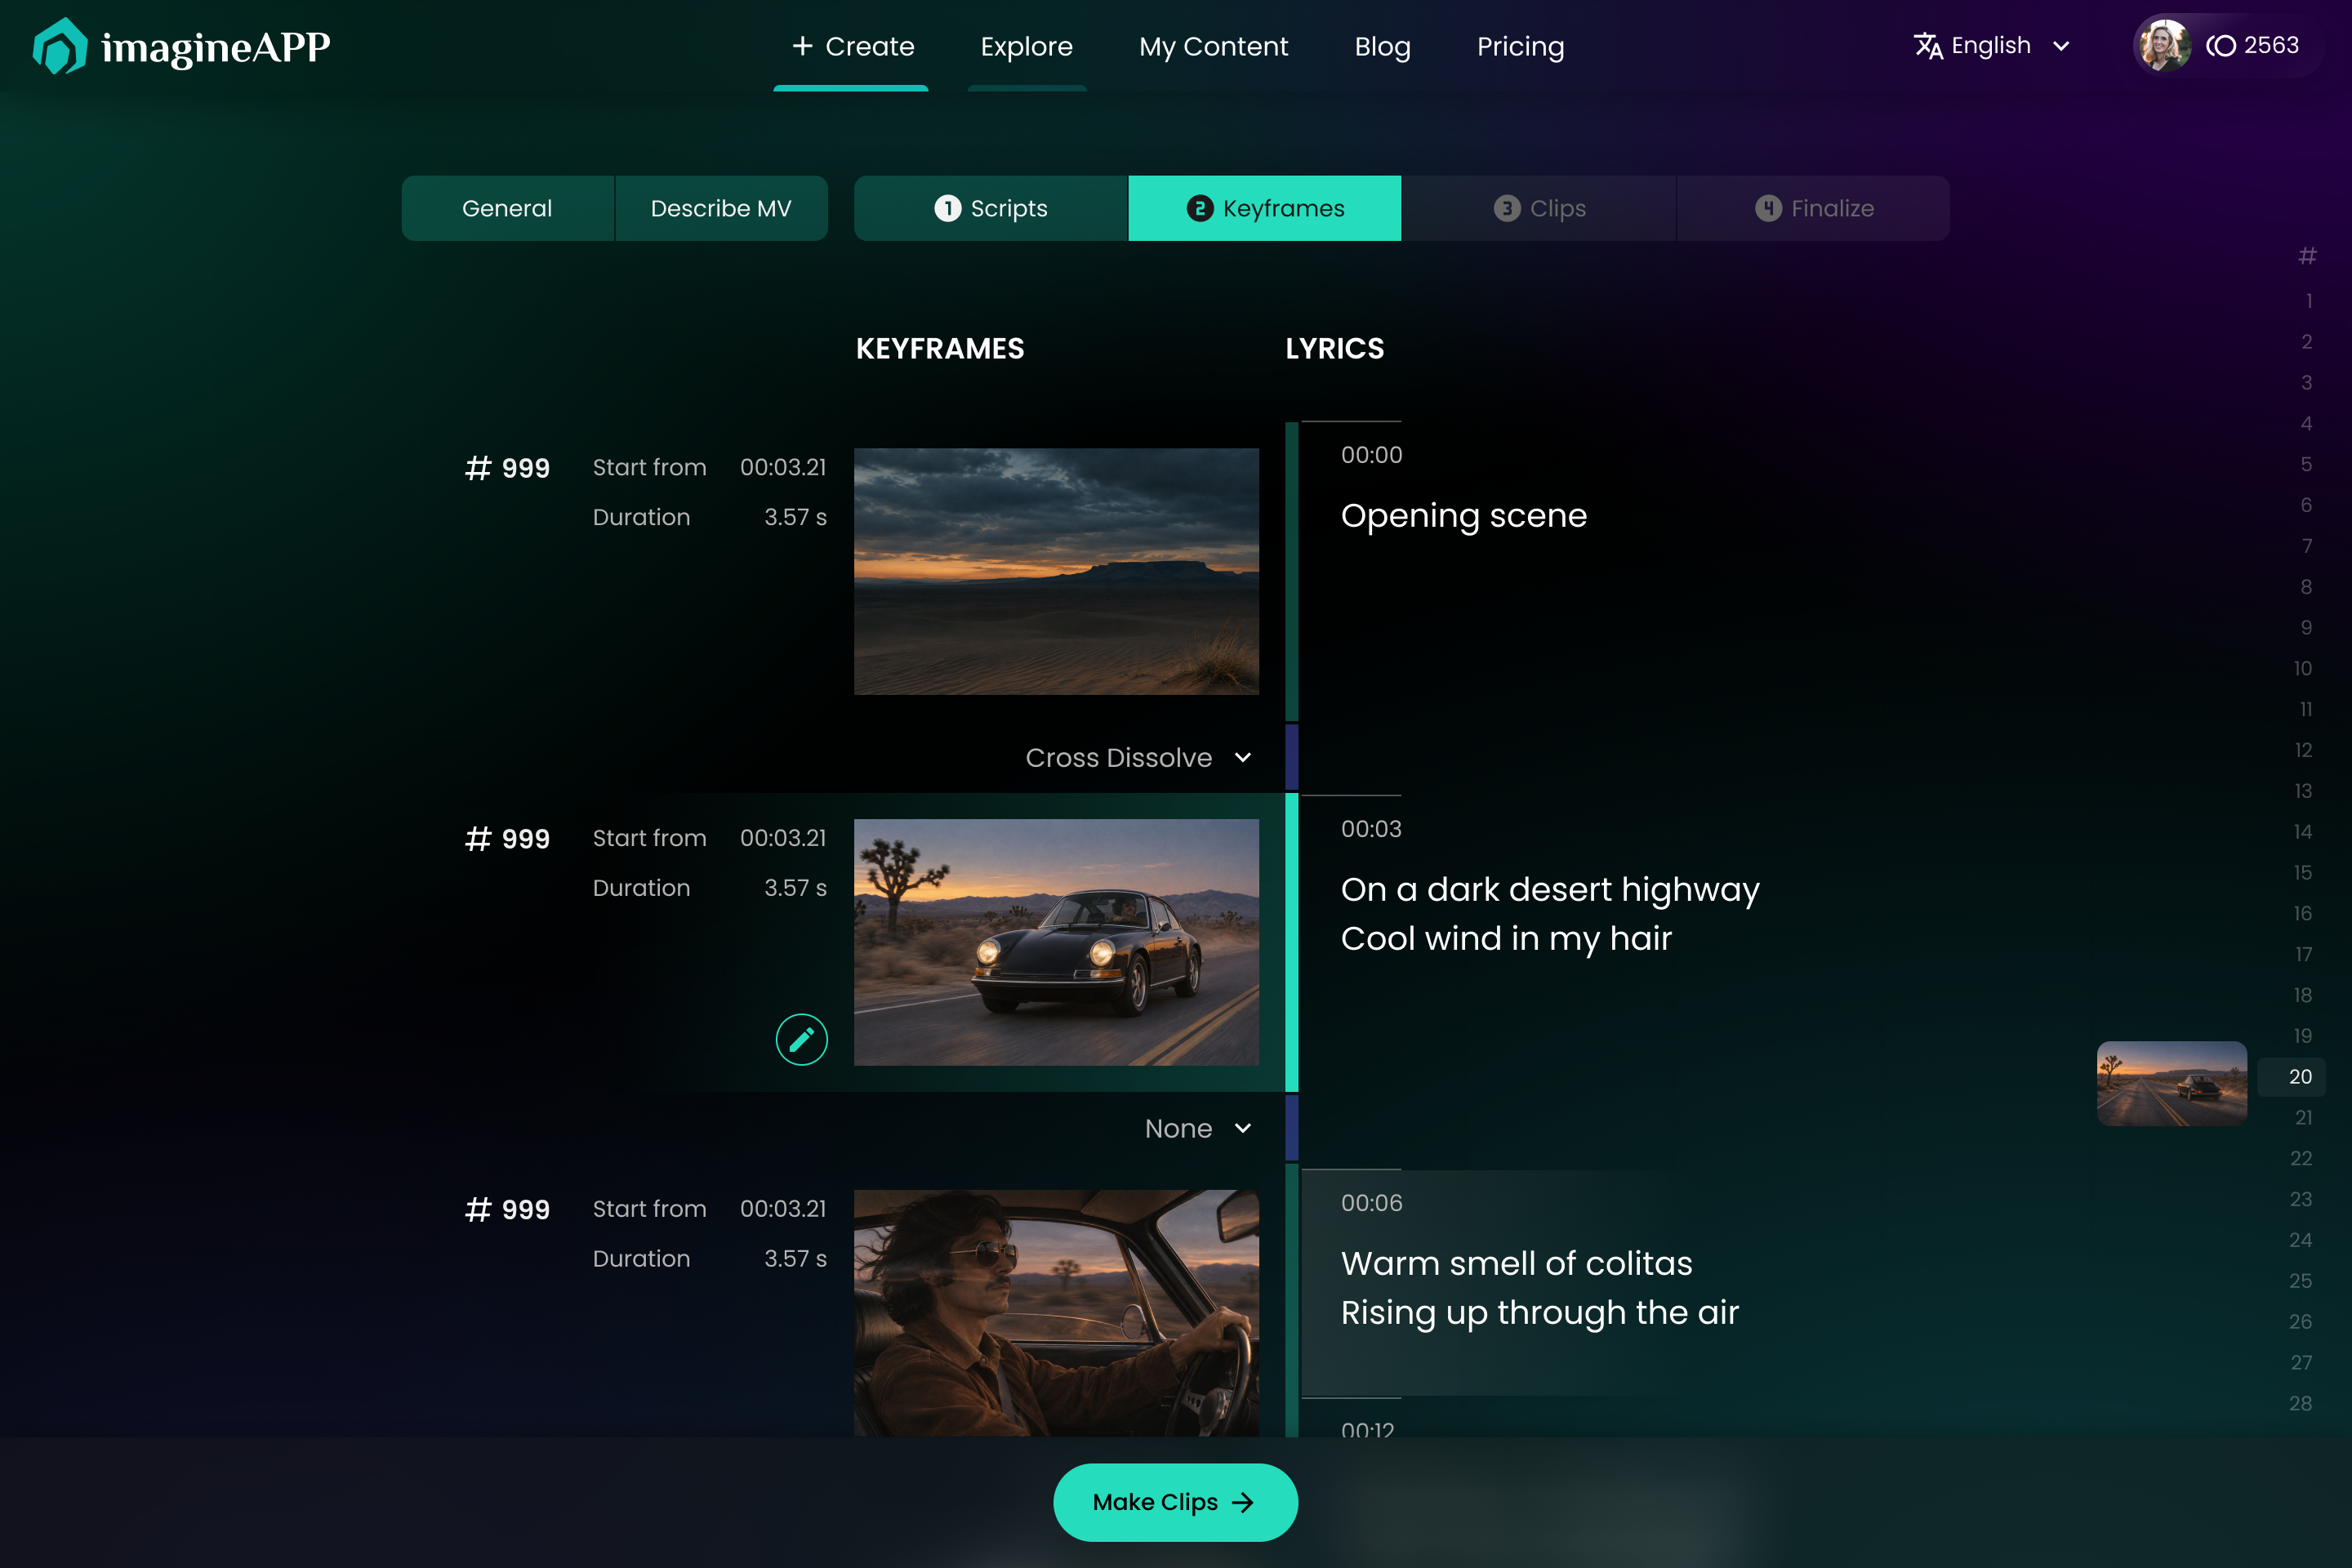 imagineAPP
+ Create
Explore
My Content
Blog
Pricing
English
2563
General
Describe MV
1 Scripts
2 Keyframes
3 Clips
4 Finalize
KEYFRAMES
LYRICS
# 999
Start from 00:03.21
Duration 3.57 s
00:00
Opening scene
Cross Dissolve
# 999
Start from 00:03.21
Duration 3.57 s
00:03
On a dark desert highway
Cool wind in my hair
None
# 999
Start from 00:03.21
Duration 3.57 s
00:06
Warm smell of colitas
Rising up through the air
00:12
Make Clips →
#
1
2
3
4
5
6
7
8
9
10
11
12
13
14
15
16
17
18
19
20
21
22
23
24
25
26
27
28